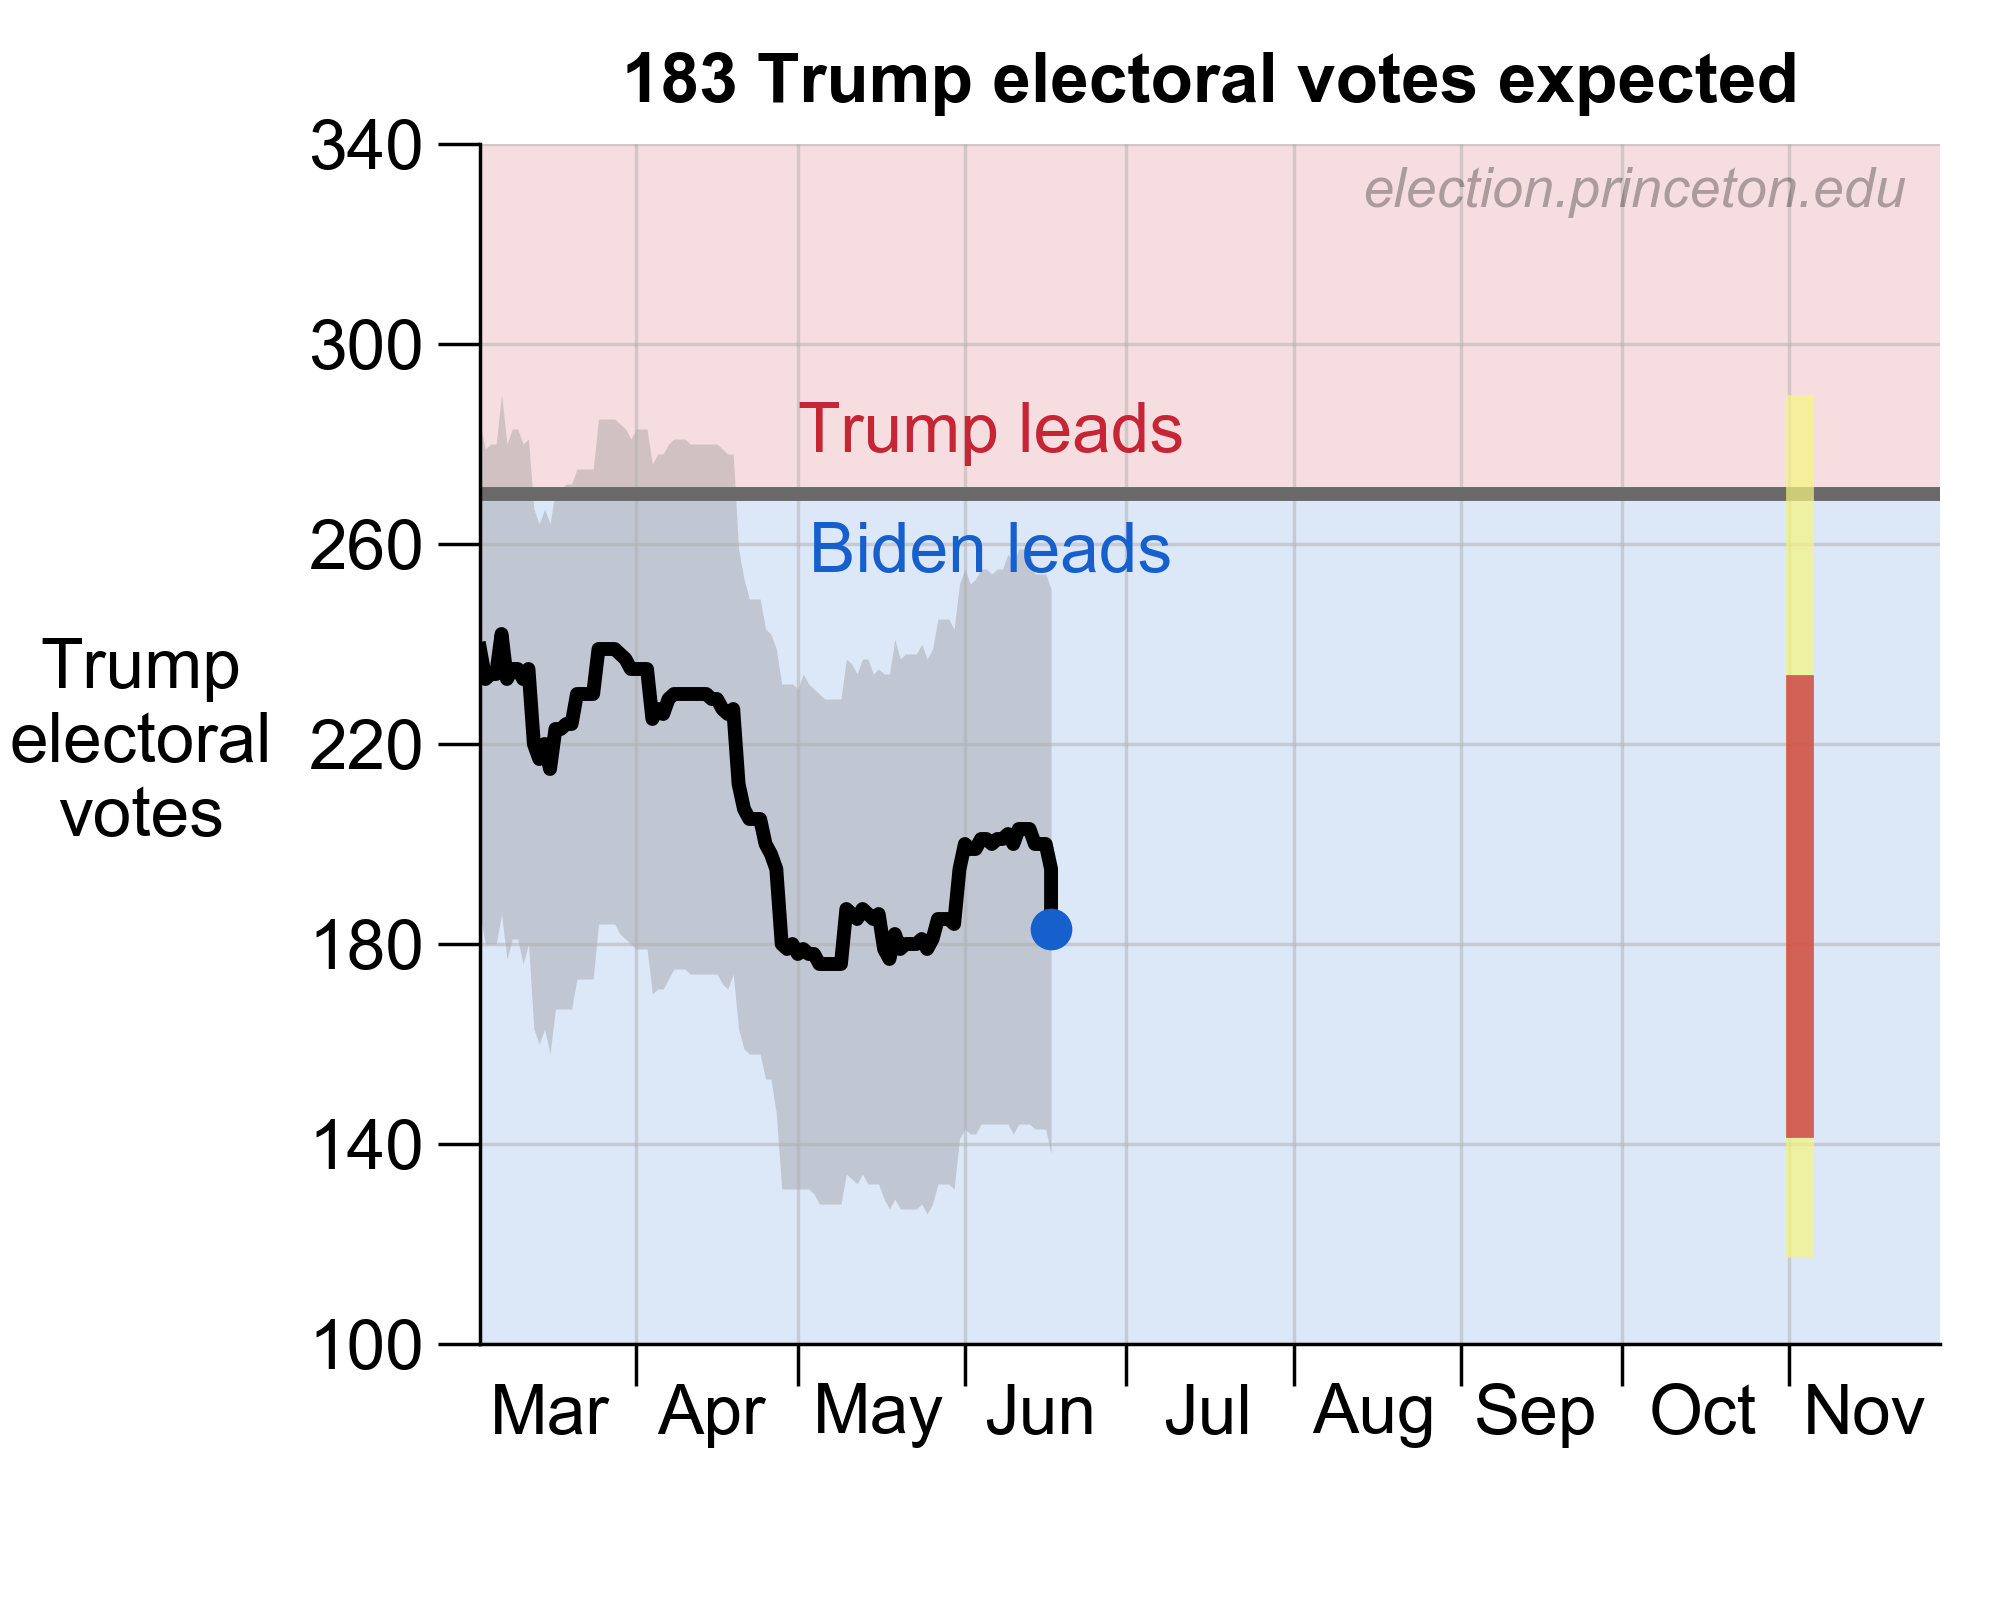 183 Trump electoral votes expected
election.princeton.edu
340
300
260
220
180
140
100
Trump
electoral
votes
Trump leads
Biden leads
Mar Apr May Jun Jul Aug Sep Oct Nov